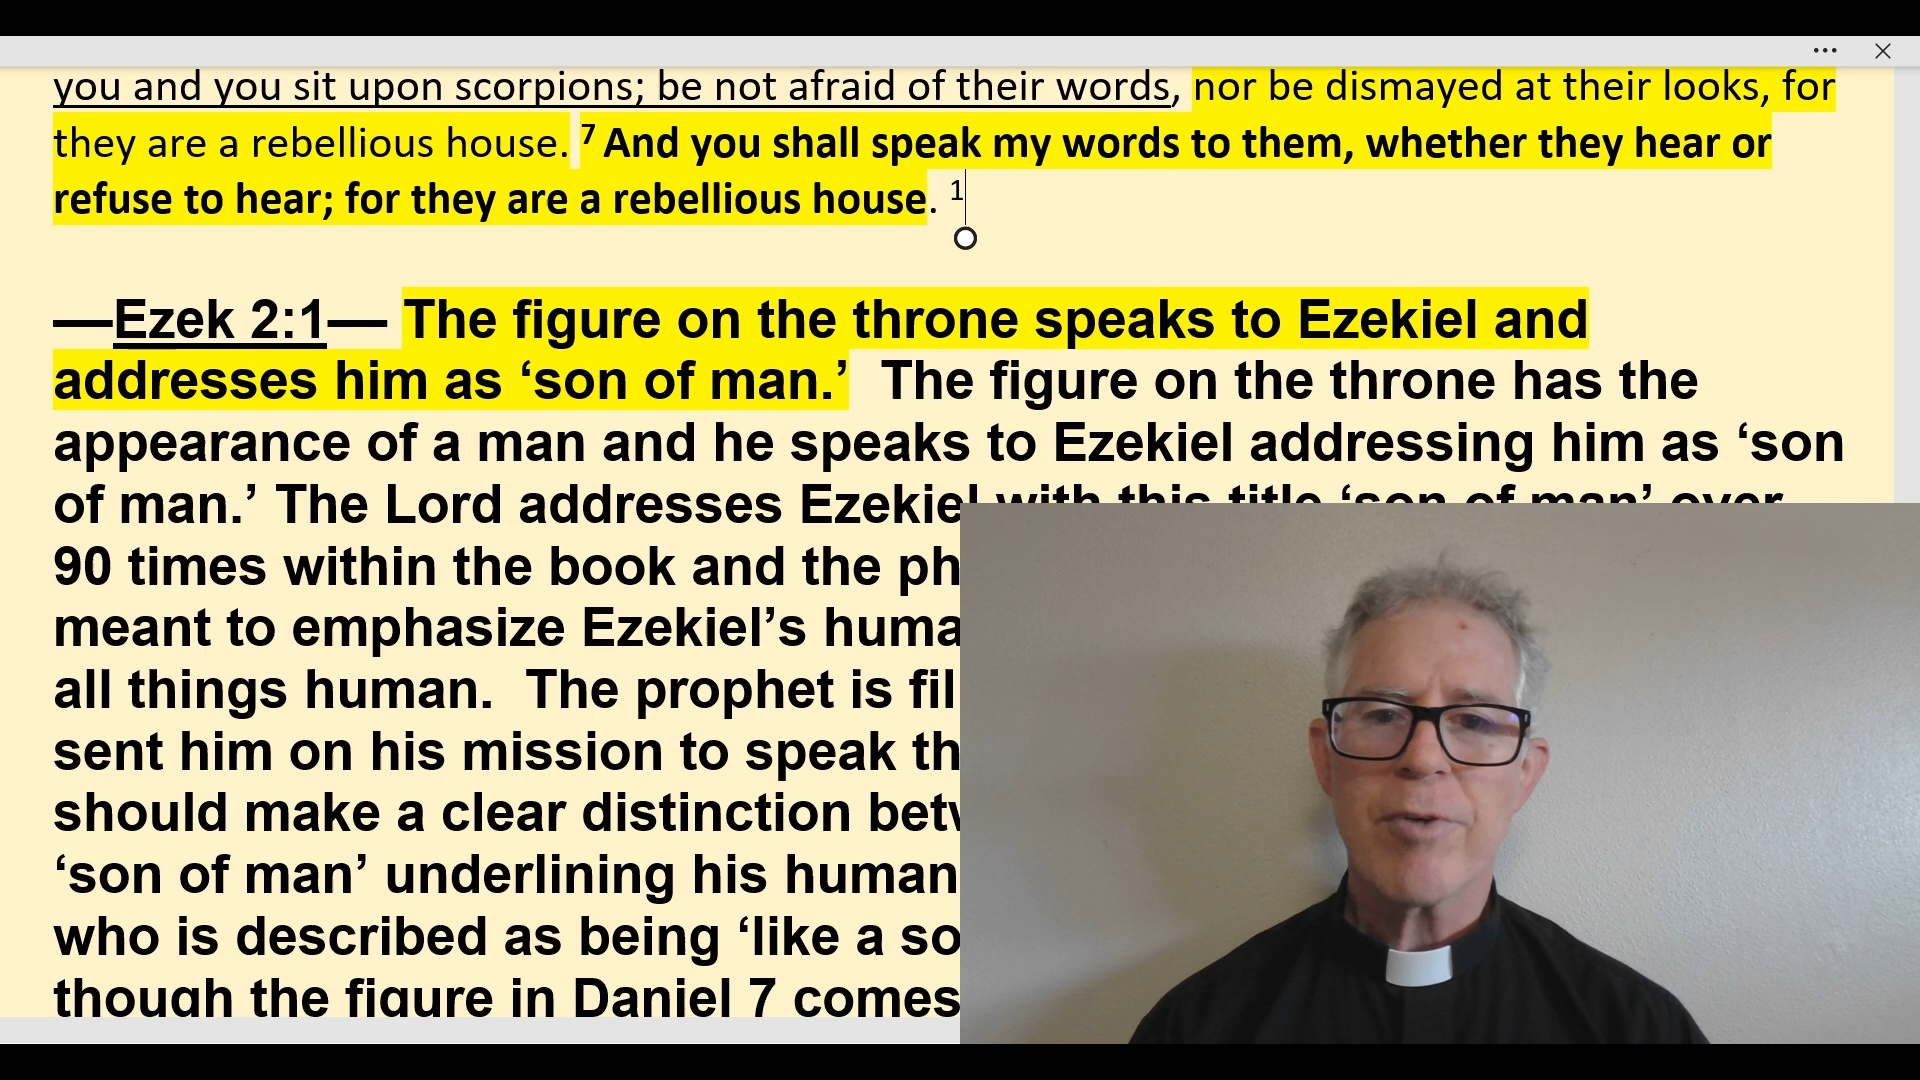 you and you sit upon scorpions; be not afraid of their words, nor be dismayed at their looks, for
they are a rebellious house. 7 And you shall speak my words to them, whether they hear or
refuse to hear; for they are a rebellious house. 1
—Ezek 2:1— The figure on the throne speaks to Ezekiel and
addresses him as ‘son of man.’ The figure on the throne has the
appearance of a man and he speaks to Ezekiel addressing him as ‘son
of man.’ The Lord addresses Ezekiel with this title ‘son of man’ over
90 times within the book and the
meant to emphasize Ezekiel’s
all things human. The prophet is
sent him on his mission to speak
should make a clear distinction
‘son of man’ underlining his human
who is described as being ‘like a
though the figure in Daniel 7 comes